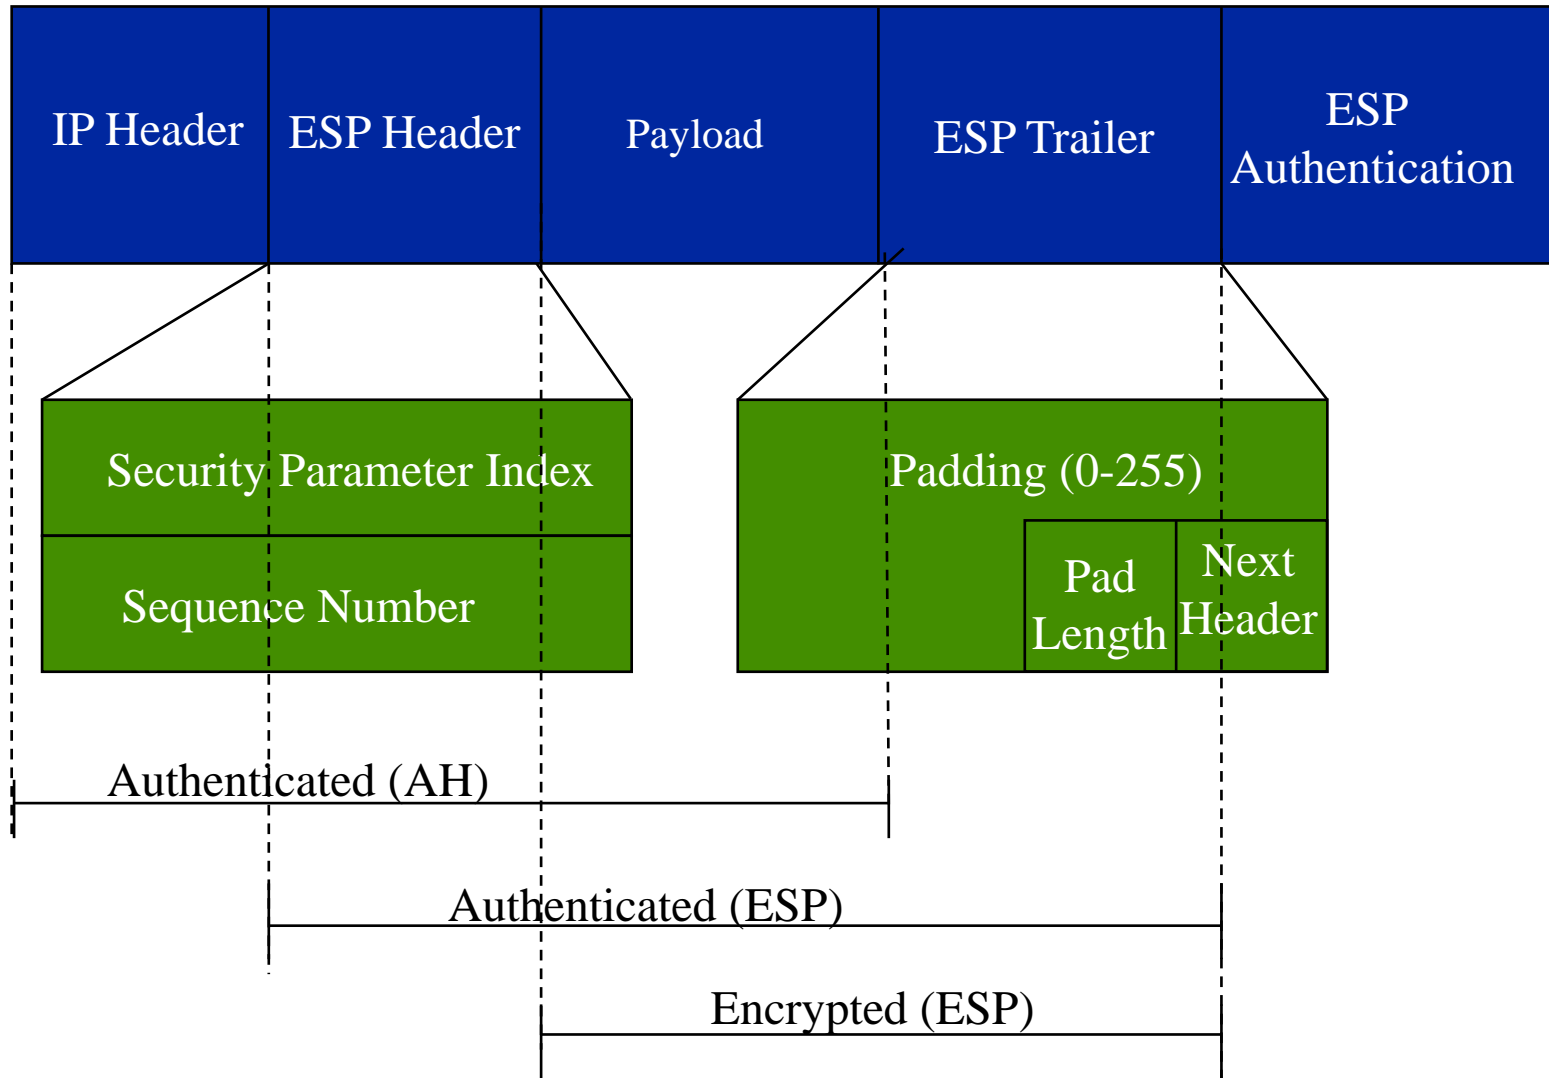 IP Header
ESP Header
Payload
ESP Trailer
ESP
Authentication
Security Parameter Index
Sequence Number
Padding (0-255)
Pad
Length
Next
Header
Authenticated (AH)
Authenticated (ESP)
Encrypted (ESP)